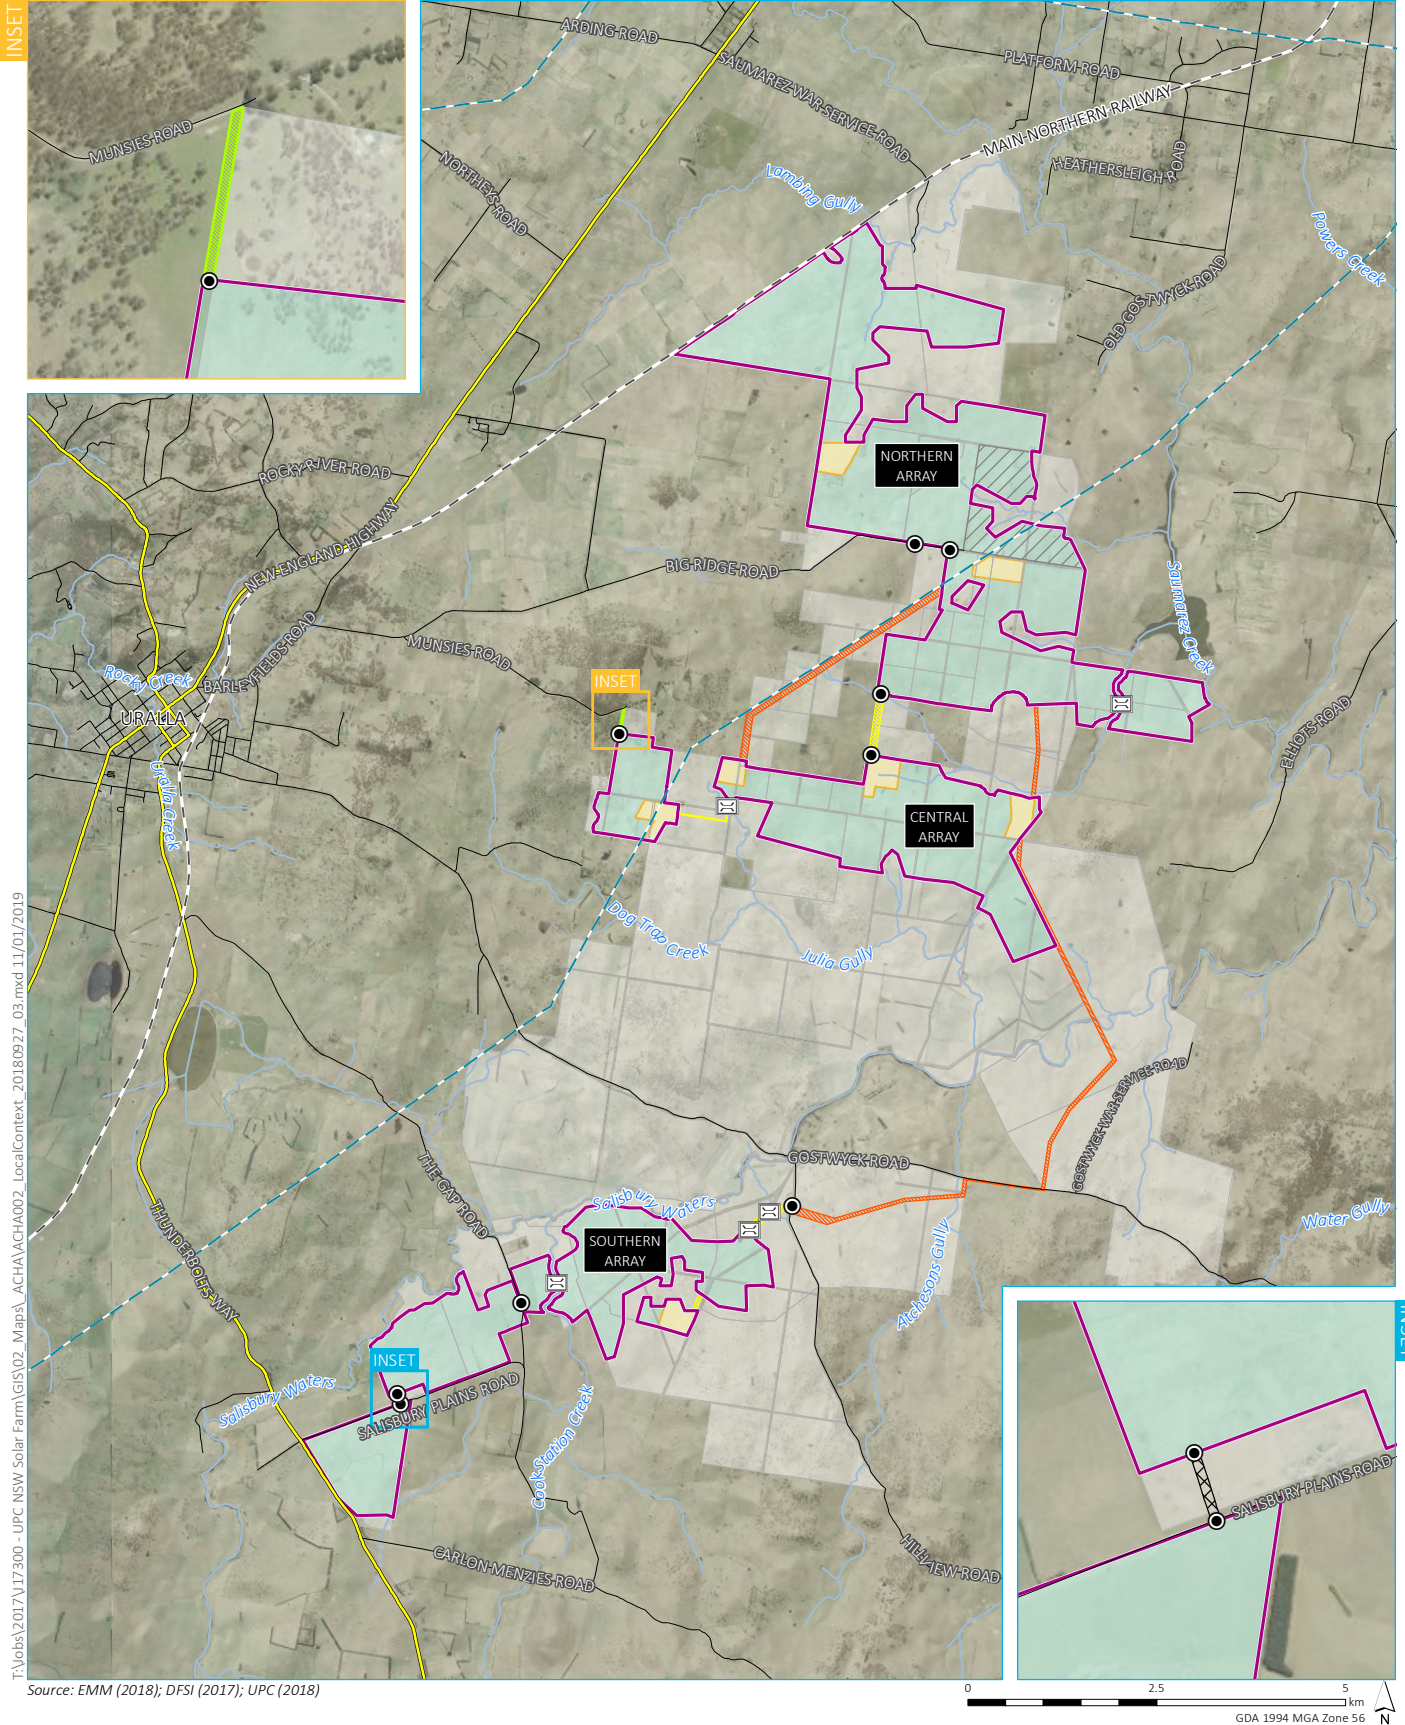 INSET
ARDING ROAD
PLATFORM ROAD
SAUMAREZ WAR SERVICE ROAD
MAIN NORTHERN RAILWAY
MUNSIES ROAD
HEATHERSLEIGH ROAD
NORTHEYS ROAD
Lambing Gully
Powers Creek
OLD GOSTWYCK ROAD
ROCKY RIVER ROAD
NORTHERN
ARRAY
NEW ENGLAND HIGHWAY
BIG RIDGE ROAD
Saumarez Creek
MUNSIES ROAD
BARLEYFIELDS ROAD
Rocky Creek
INSET
URALLA
ELLIOTS ROAD
Uralla Creek
CENTRAL
ARRAY
Dog Trap Creek
Julia Gully
GOSTWYCK WAR SERVICE ROAD
GOSTWYCK ROAD
THE GAP ROAD
Salisbury Waters
Water Gully
THUNDERBOLTS WAY
SOUTHERN
ARRAY
Atchesons Gully
INSET
INSET
Salisbury Waters
SALISBURY PLAINS ROAD
Cook Station Creek
SALISBURY PLAINS ROAD
CARLON-MENZIES ROAD
HILLVIEW ROAD
T:\Jobs\2017\J17300 - UPC NSW Solar Farm\GIS\02_Maps\_ACHA\ACHA002_LocalContext_20180927_03.mxd 11/01/2019
Source: EMM (2018); DFSI (2017); UPC (2018)
0 2.5 5
km
GDA 1994 MGA Zone 56
N